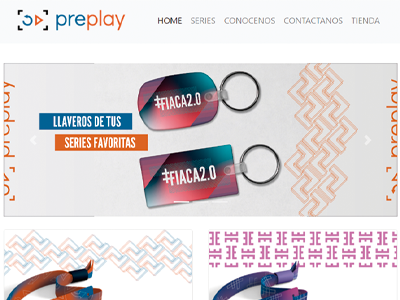 preplay
HOME SERIES CONOCENOS CONTACTANOS TIENDA
preplay
#FIACA2.0
LLAVEROS DE TUS
SERIES FAVORITAS
#FIACA2.0
preplay